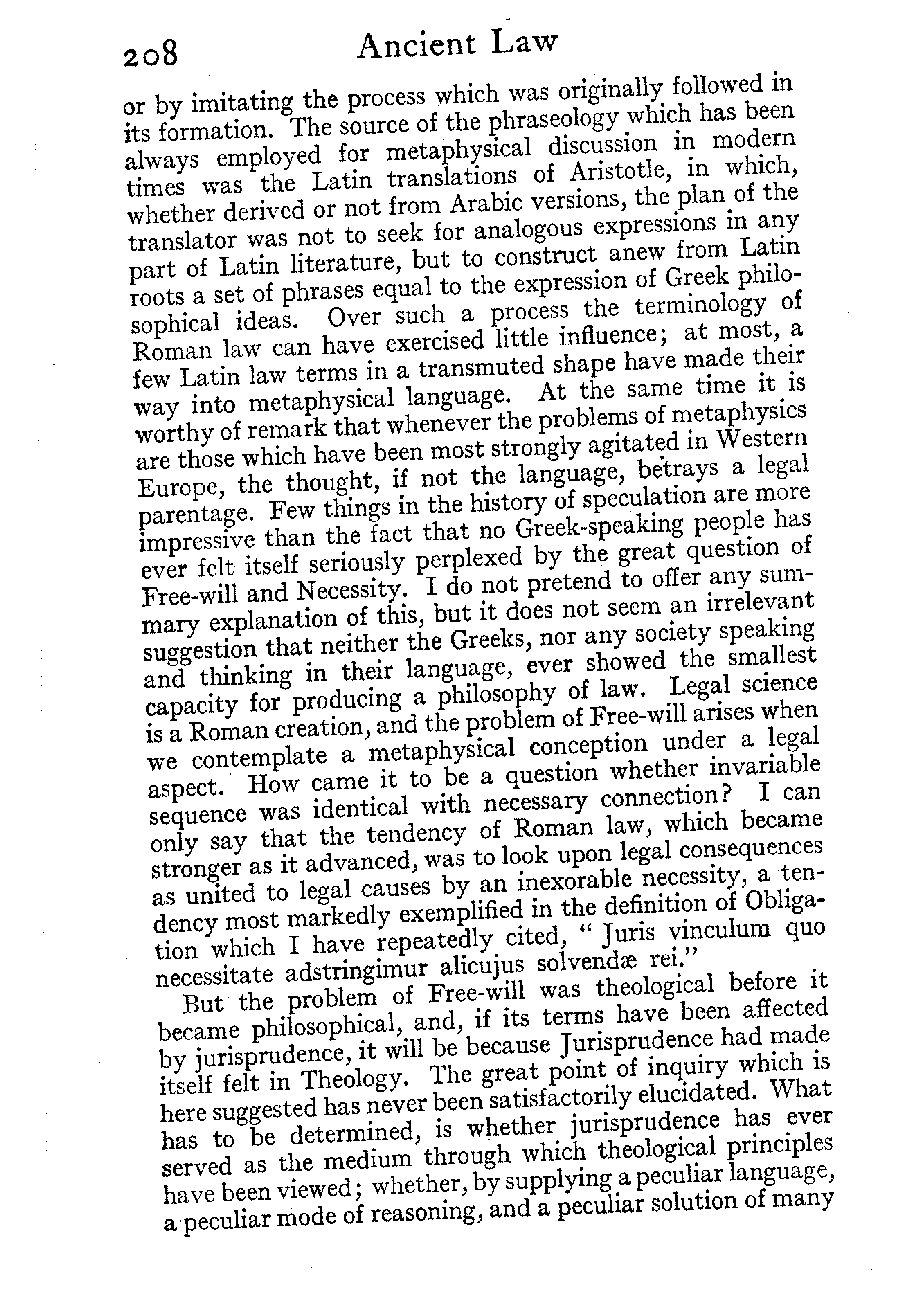 208 Ancient Law
or by imitating the process which was originally followed in
its formation. The source of the phraseology which has been
always employed for metaphysical discussion in modern
times was the Latin translations of Aristotle, in which,
whether derived or not from Arabic versions, the plan of the
translator was not to seek for analogous expressions in any
part of Latin literature, but to construct anew from Latin
roots a set of phrases equal to the expression of Greek philo-
sophical ideas. Over such a process the terminology of
Roman law can have exercised little influence; at most, a
few Latin law terms in a transmuted shape have made their
way into metaphysical language. At the same time it is
worthy of remark that whenever the problems of metaphysics
are those which have been most strongly agitated in Western
Europe, the thought, if not the language, betrays a legal
parentage. Few things in the history of speculation are more
impressive than the fact that no Greek-speaking people has
ever felt itself seriously perplexed by the great question of
Free-will and Necessity. I do not pretend to offer any sum-
mary explanation of this, but it does not seem an irrelevant
suggestion that neither the Greeks, nor any society speaking
and thinking in their language, ever showed the smallest
capacity for producing a philosophy of law. Legal science
is a Roman creation, and the problem of Free-will arises when
we contemplate a metaphysical conception under a legal
aspect. How came it to be a question whether invariable
sequence was identical with necessary connection? I can
only say that the tendency of Roman law, which became
stronger as it advanced, was to look upon legal consequences
as united to legal causes by an inexorable necessity, a ten-
dency most markedly exemplified in the definition of Obliga-
tion which I have repeatedly cited, “ Juris vinculum quo
necessitate adstringimur alicujus solvendæ rei.”
But the problem of Free-will was theological before it
became philosophical, and, if its terms have been affected
by jurisprudence, it will be because Jurisprudence had made
itself felt in Theology. The great point of inquiry which is
here suggested has never been satisfactorily elucidated. What
has to be determined, is whether jurisprudence has ever
served as the medium through which theological principles
have been viewed; whether, by supplying a peculiar language,
a peculiar mode of reasoning, and a peculiar solution of many